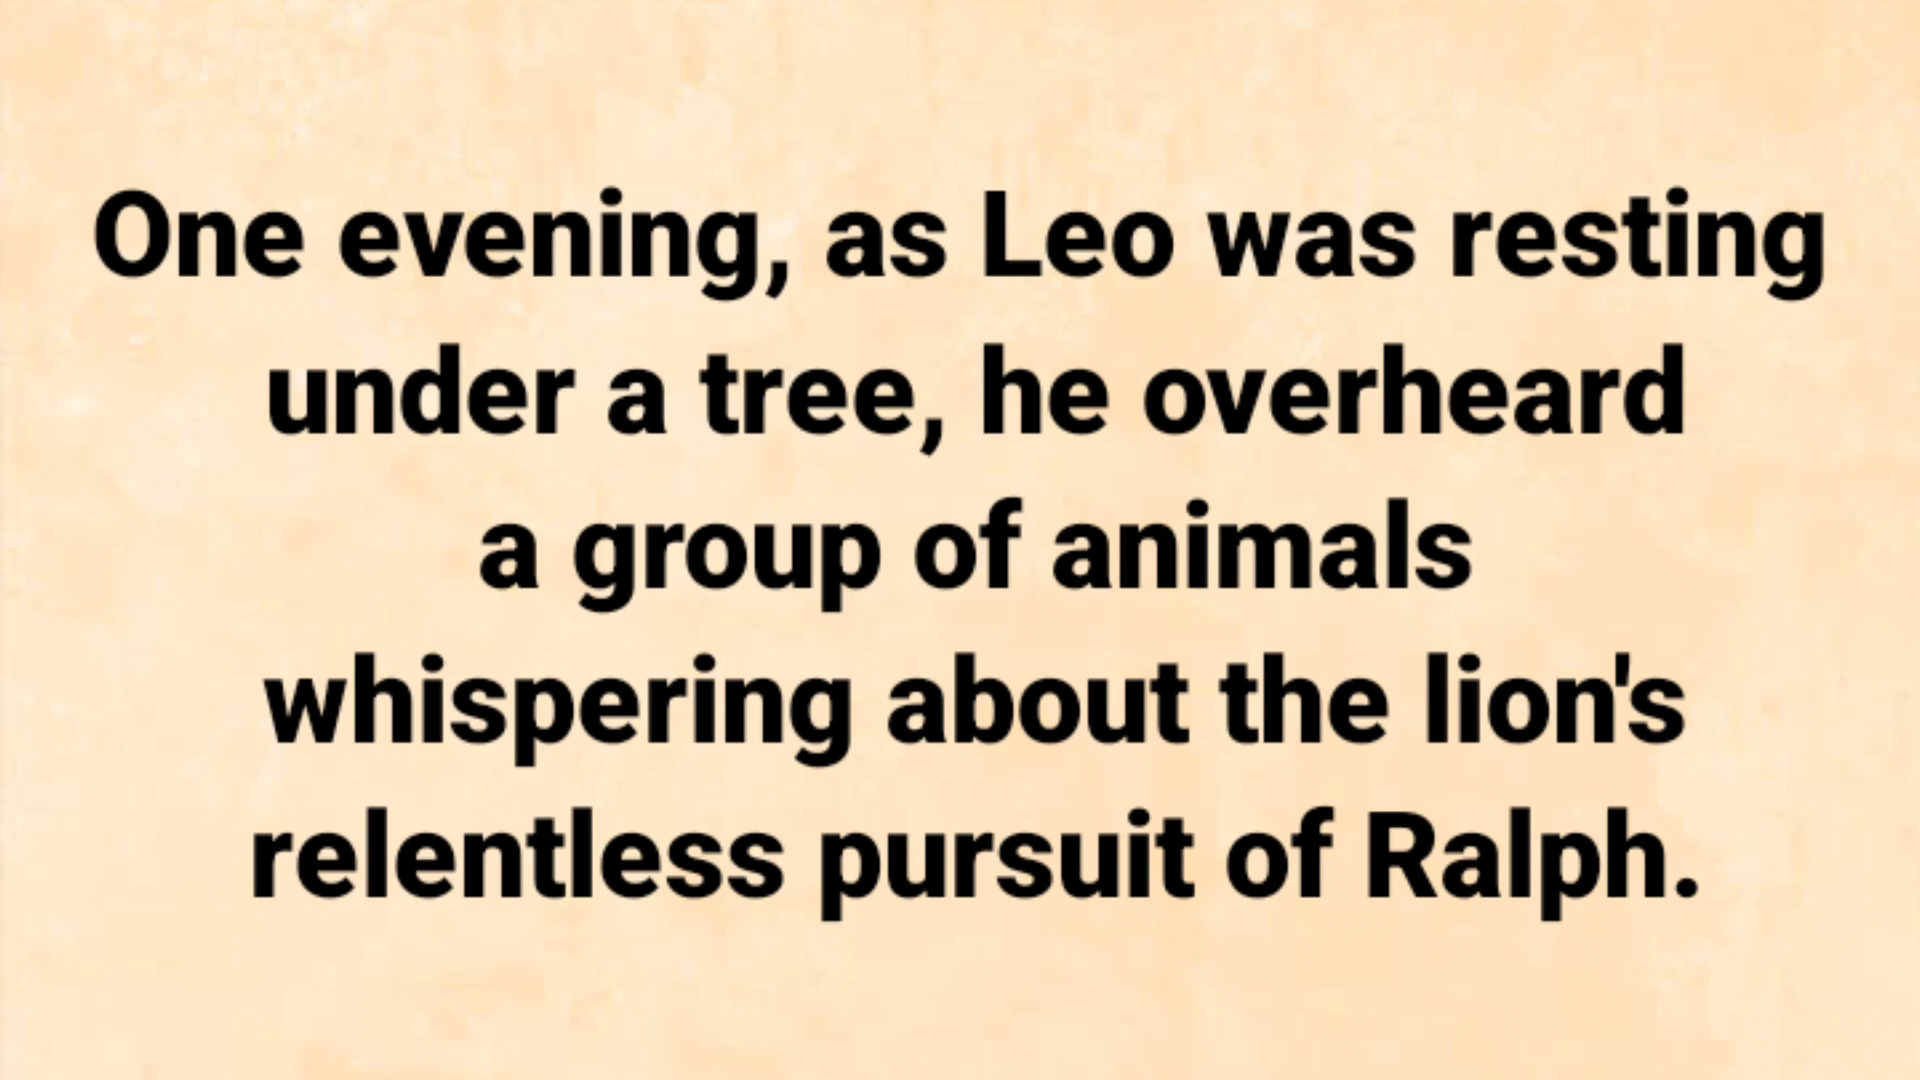 One evening, as Leo was resting
under a tree, he overheard
a group of animals
whispering about the lion's
relentless pursuit of Ralph.